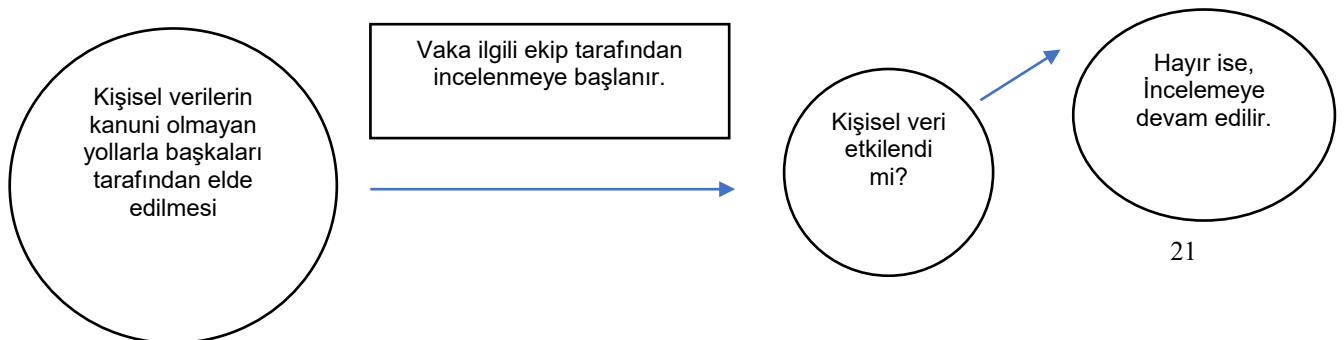 Kişisel verilerin
kanuni olmayan
yollarla başkaları
tarafından elde
edilmesi
Vaka ilgili ekip tarafından
incelenmeye başlanır.
Kişisel veri
etkilendi
mi?
Hayır ise,
İncelemeye
devam edilir.
21